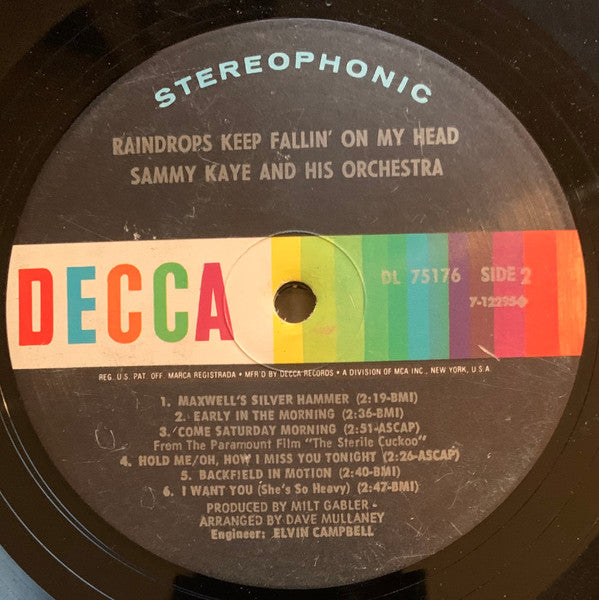 STEREOPHONIC
RAINDROPS KEEP FALLIN' ON MY HEAD
SAMMY KAYE AND HIS ORCHESTRA
DECCA
DL 75176 SIDE 2
7-12295◆
REG. U.S. PAT. OFF. MARCA REGISTRADA • MFR'D BY DECCA RECORDS • A DIVISION OF MCA INC., NEW YORK, U.S.A
1. MAXWELL'S SILVER HAMMER (2:19-BMI)
2. EARLY IN THE MORNING (2:36-BMI)
3. COME SATURDAY MORNING (2:51-ASCAP)
From The Paramount Film "The Sterile Cuckoo"
4. HOLD ME/OH, HOW I MISS YOU TONIGHT (2:26-ASCAP)
5. BACKFIELD IN MOTION (2:40-BMI)
6. I WANT YOU (She's So Heavy) (2:47-BMI)
PRODUCED BY MILT GABLER
ARRANGED BY DAVE MULLANEY
Engineer: ELVIN CAMPBELL